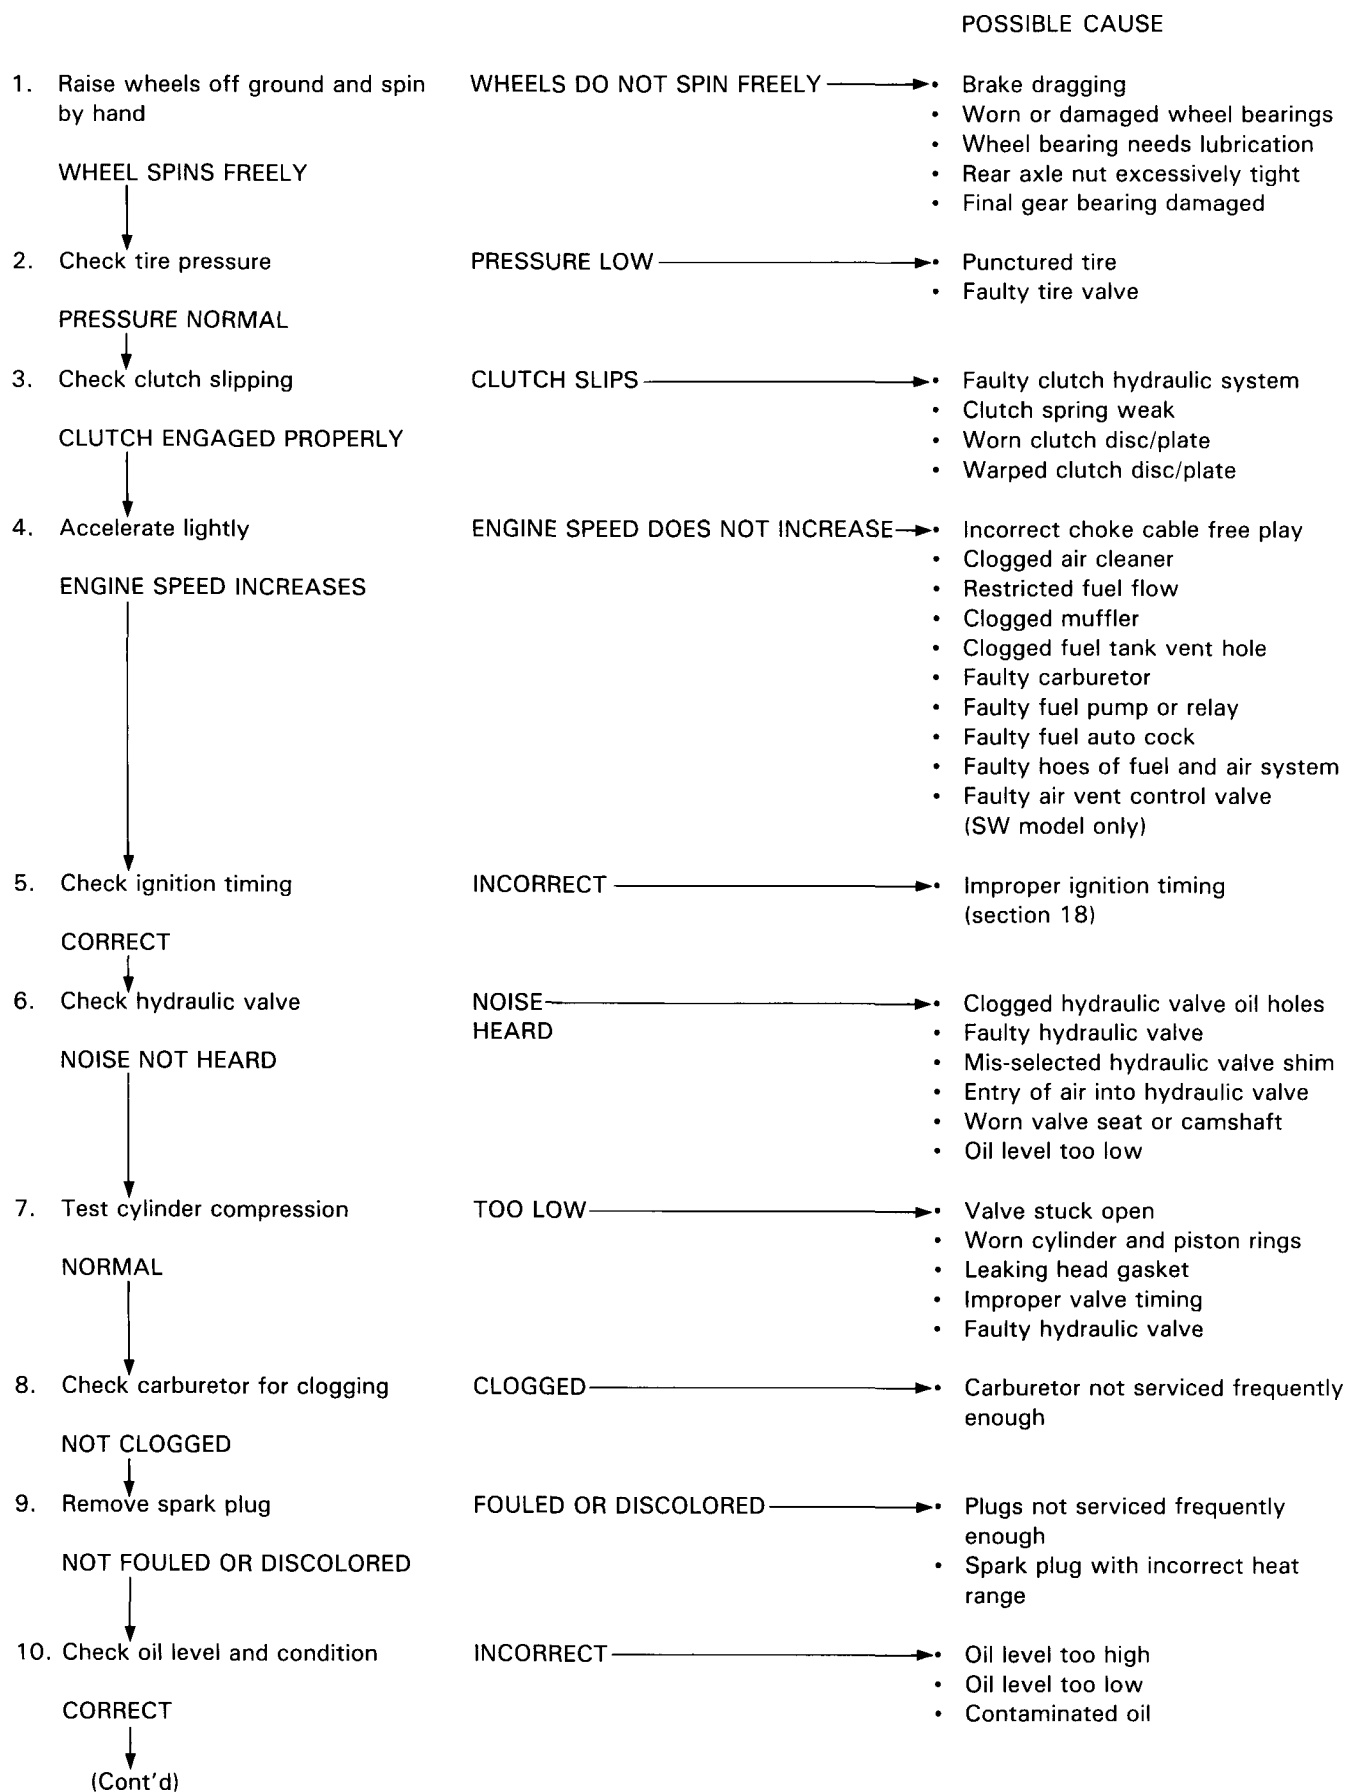 POSSIBLE CAUSE
1. Raise wheels off ground and spin
by hand
WHEELS DO NOT SPIN FREELY
• Brake dragging
• Worn or damaged wheel bearings
• Wheel bearing needs lubrication
• Rear axle nut excessively tight
• Final gear bearing damaged
WHEEL SPINS FREELY
2. Check tire pressure
PRESSURE LOW
• Punctured tire
• Faulty tire valve
PRESSURE NORMAL
3. Check clutch slipping
CLUTCH SLIPS
• Faulty clutch hydraulic system
• Clutch spring weak
• Worn clutch disc/plate
• Warped clutch disc/plate
CLUTCH ENGAGED PROPERLY
4. Accelerate lightly
ENGINE SPEED DOES NOT INCREASE
• Incorrect choke cable free play
• Clogged air cleaner
• Restricted fuel flow
• Clogged muffler
• Clogged fuel tank vent hole
• Faulty carburetor
• Faulty fuel pump or relay
• Faulty fuel auto cock
• Faulty hoes of fuel and air system
• Faulty air vent control valve
(SW model only)
ENGINE SPEED INCREASES
5. Check ignition timing
INCORRECT
• Improper ignition timing
(section 18)
CORRECT
6. Check hydraulic valve
NOISE
HEARD
• Clogged hydraulic valve oil holes
• Faulty hydraulic valve
• Mis-selected hydraulic valve shim
• Entry of air into hydraulic valve
• Worn valve seat or camshaft
• Oil level too low
NOISE NOT HEARD
7. Test cylinder compression
TOO LOW
• Valve stuck open
• Worn cylinder and piston rings
• Leaking head gasket
• Improper valve timing
• Faulty hydraulic valve
NORMAL
8. Check carburetor for clogging
CLOGGED
• Carburetor not serviced frequently
enough
NOT CLOGGED
9. Remove spark plug
FOULED OR DISCOLORED
• Plugs not serviced frequently
enough
• Spark plug with incorrect heat
range
NOT FOULED OR DISCOLORED
10. Check oil level and condition
INCORRECT
• Oil level too high
• Oil level too low
• Contaminated oil
CORRECT
(Cont'd)